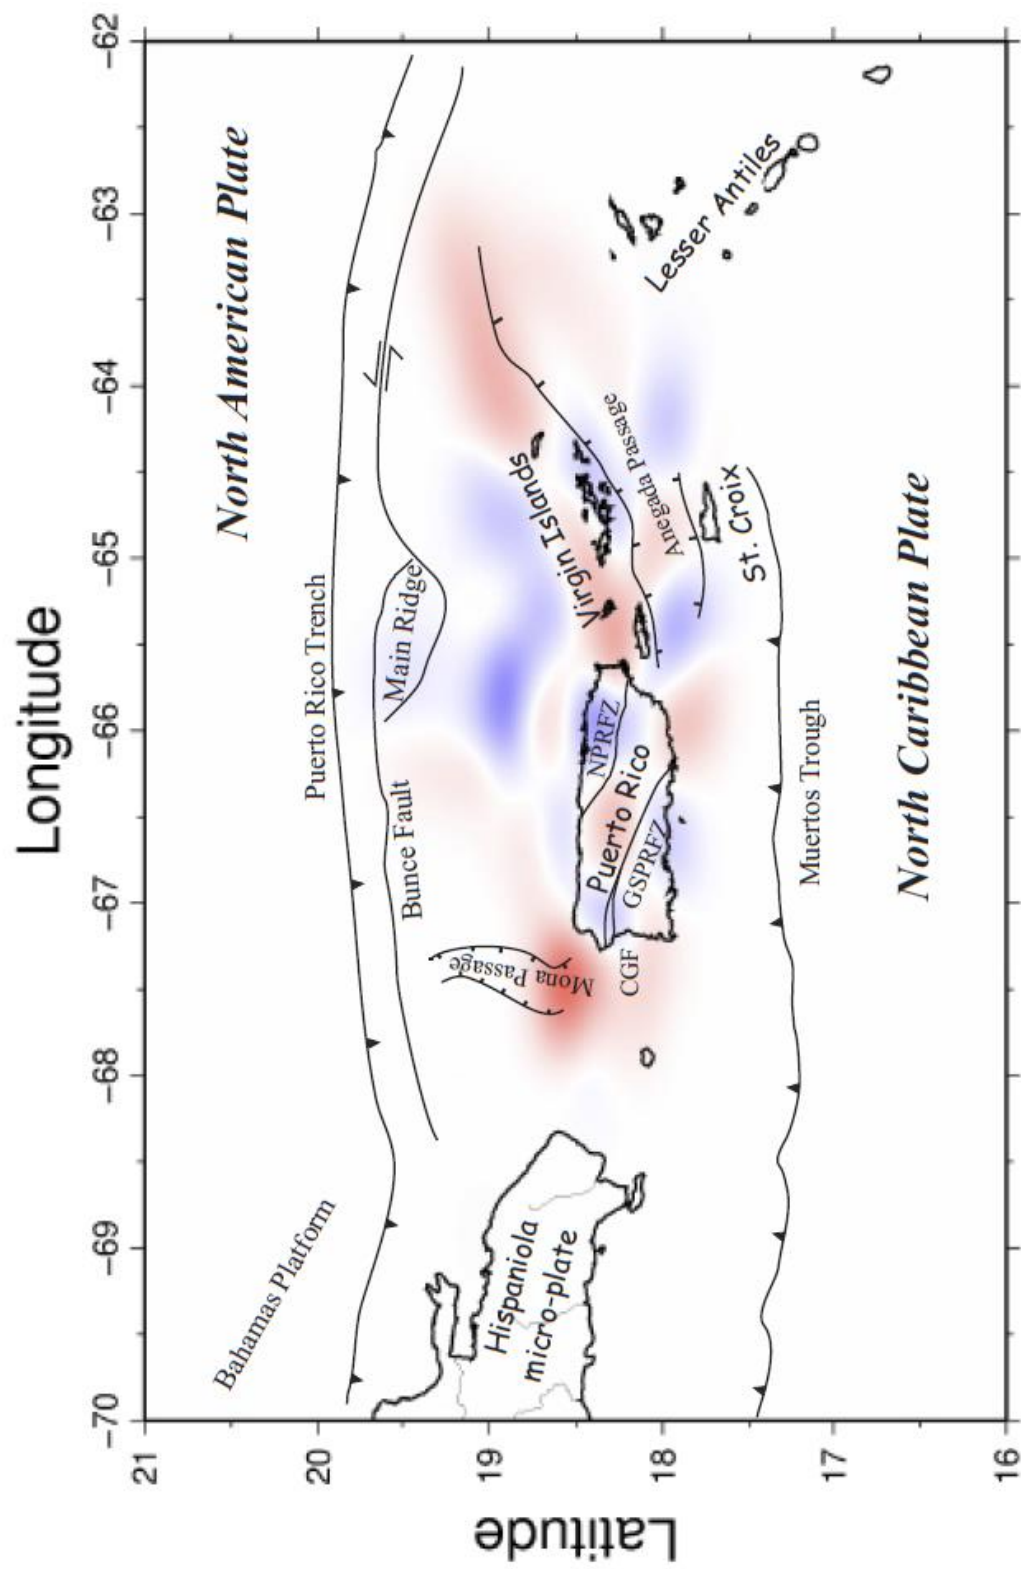 Longitude
−70
−69
−68
−67
−66
−65
−64
−63
−62
21
20
19
18
17
16
Latitude
North American Plate
Bahamas Platform
Puerto Rico Trench
Main Ridge
Bunce Fault
Mona Passage
Hispaniola
micro-plate
Virgin Islands
Anegada Passage
Lesser Antiles
NPRFZ
Puerto Rico
GSPRFZ
CGF
St. Croix
Muertos Trough
North Caribbean Plate